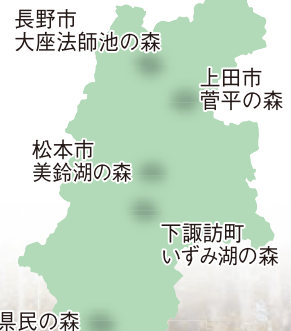 長野市
大座法師池の森
上田市
菅平の森
松本市
美鈴湖の森
下諏訪町
いずみ湖の森
県民の森